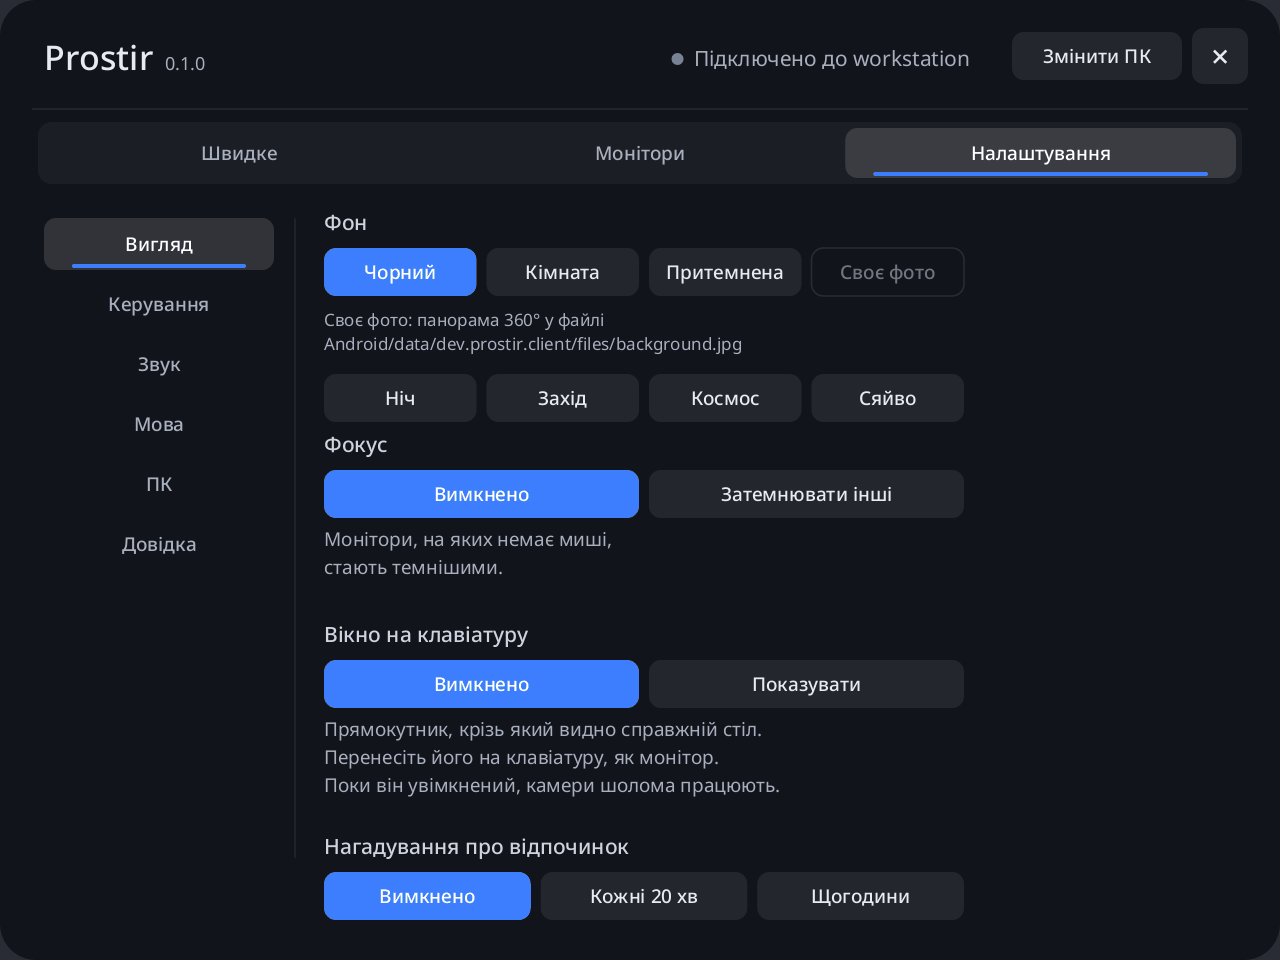 Prostir 0.1.0
Підключено до workstation
Змінити ПК
×
Швидке
Монітори
Налаштування
Вигляд
Керування
Звук
Мова
ПК
Довідка
Фон
Чорний
Кімната
Притемнена
Своє фото
Своє фото: панорама 360° у файлі
Android/data/dev.prostir.client/files/background.jpg
Ніч
Захід
Космос
Сяйво
Фокус
Вимкнено
Затемнювати інші
Монітори, на яких немає миші,
стають темнішими.
Вікно на клавіатуру
Вимкнено
Показувати
Прямокутник, крізь який видно справжній стіл.
Перенесіть його на клавіатуру, як монітор.
Поки він увімкнений, камери шолома працюють.
Нагадування про відпочинок
Вимкнено
Кожні 20 хв
Щогодини